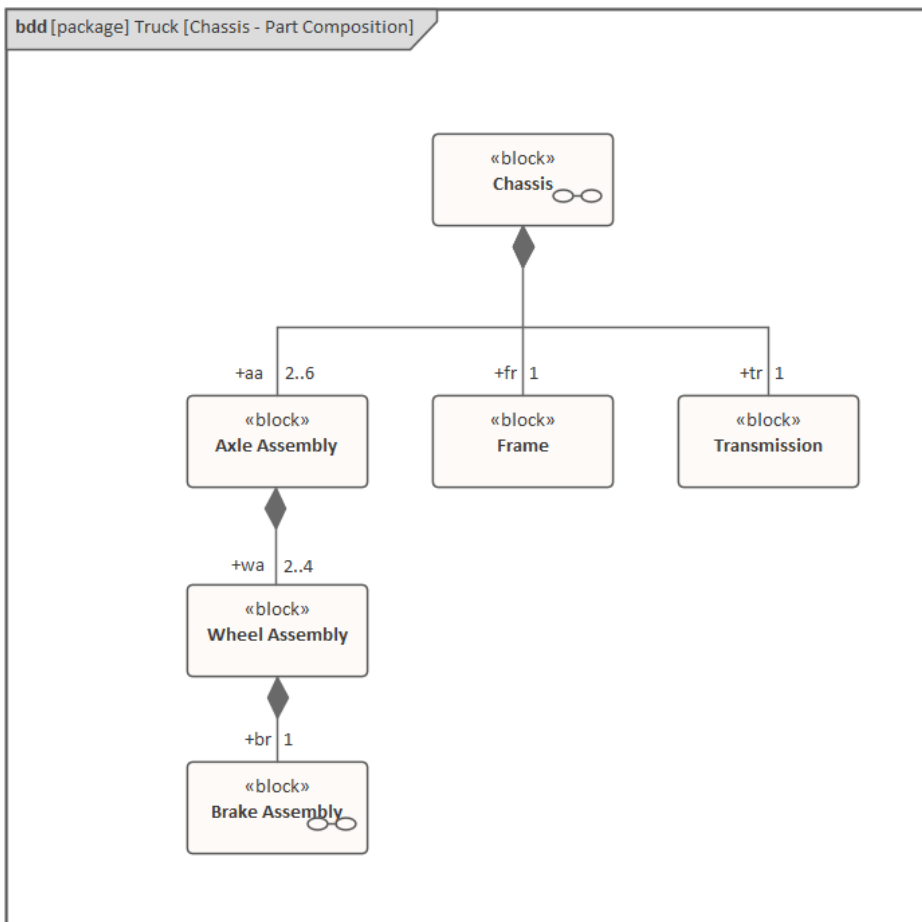 bdd [package] Truck [Chassis - Part Composition]
«block»
Chassis
+aa 2..6
+fr 1
+tr 1
«block»
Axle Assembly
«block»
Frame
«block»
Transmission
+wa 2..4
«block»
Wheel Assembly
+br 1
«block»
Brake Assembly